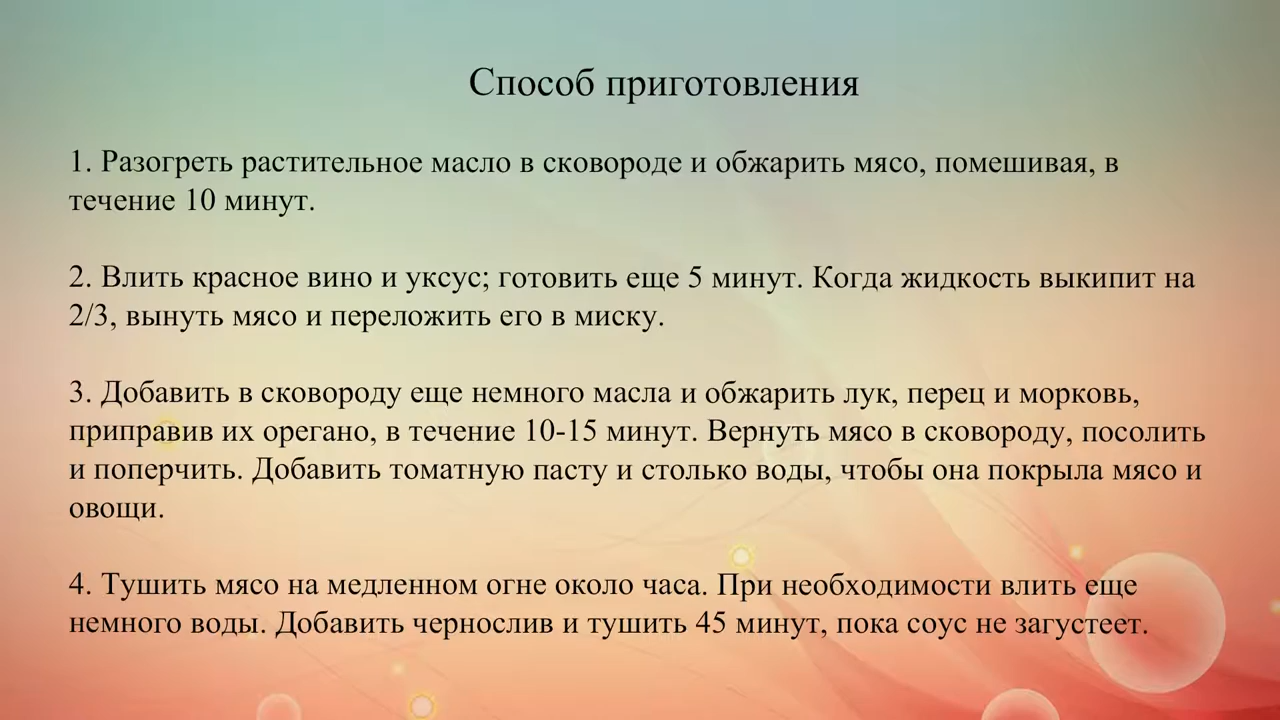 Способ приготовления
1. Разогреть растительное масло в сковороде и обжарить мясо, помешивая, в
течение 10 минут.
2. Влить красное вино и уксус; готовить еще 5 минут. Когда жидкость выкипит на
2/3, вынуть мясо и переложить его в миску.
3. Добавить в сковороду еще немного масла и обжарить лук, перец и морковь,
приправив их орегано, в течение 10-15 минут. Вернуть мясо в сковороду, посолить
и поперчить. Добавить томатную пасту и столько воды, чтобы она покрыла мясо и
овощи.
4. Тушить мясо на медленном огне около часа. При необходимости влить еще
немного воды. Добавить чернослив и тушить 45 минут, пока соус не загустеет.